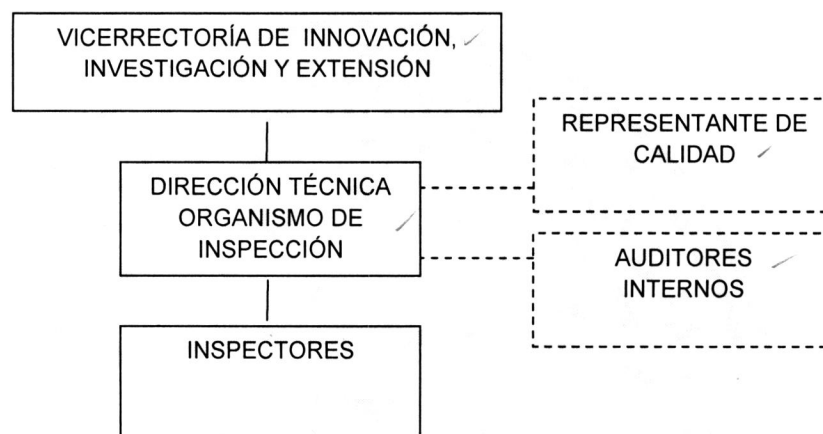 VICERRECTORÍA DE INNOVACIÓN,
INVESTIGACIÓN Y EXTENSIÓN
REPRESENTANTE DE
CALIDAD
DIRECCIÓN TÉCNICA
ORGANISMO DE
INSPECCIÓN
AUDITORES
INTERNOS
INSPECTORES